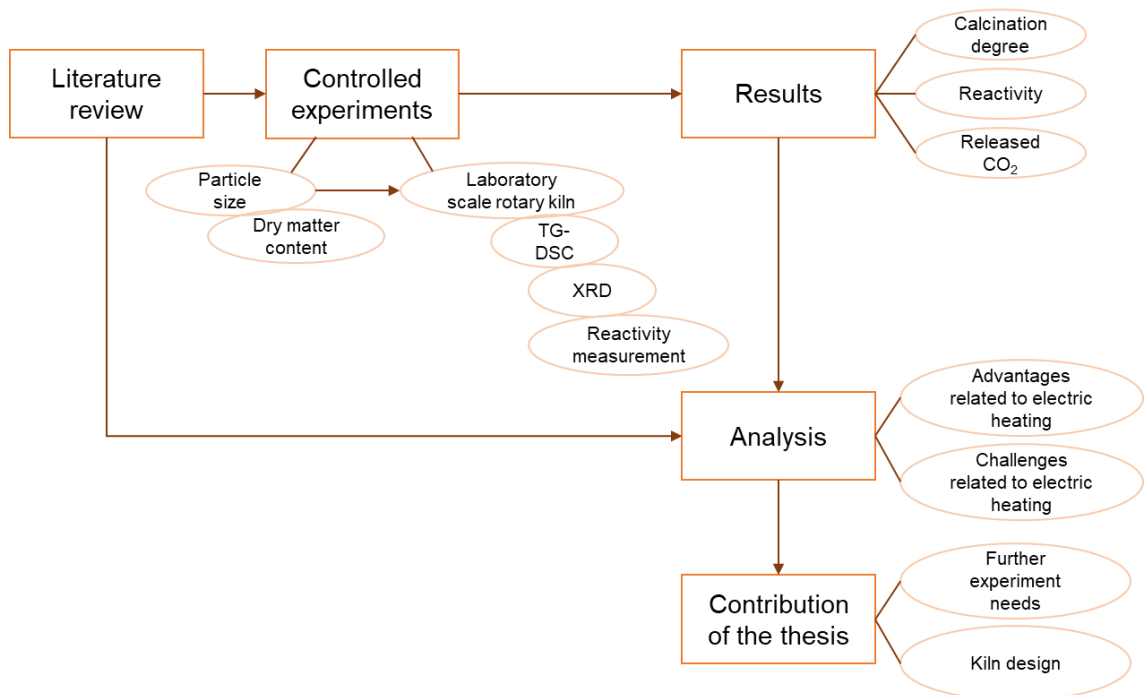 Literature
review
Controlled
experiments
Results
Calcination
degree
Reactivity
Released
CO₂
Particle
size
Dry matter
content
Laboratory
scale rotary kiln
TG-
DSC
XRD
Reactivity
measurement
Analysis
Advantages
related to electric
heating
Challenges
related to electric
heating
Contribution
of the thesis
Further
experiment
needs
Kiln design